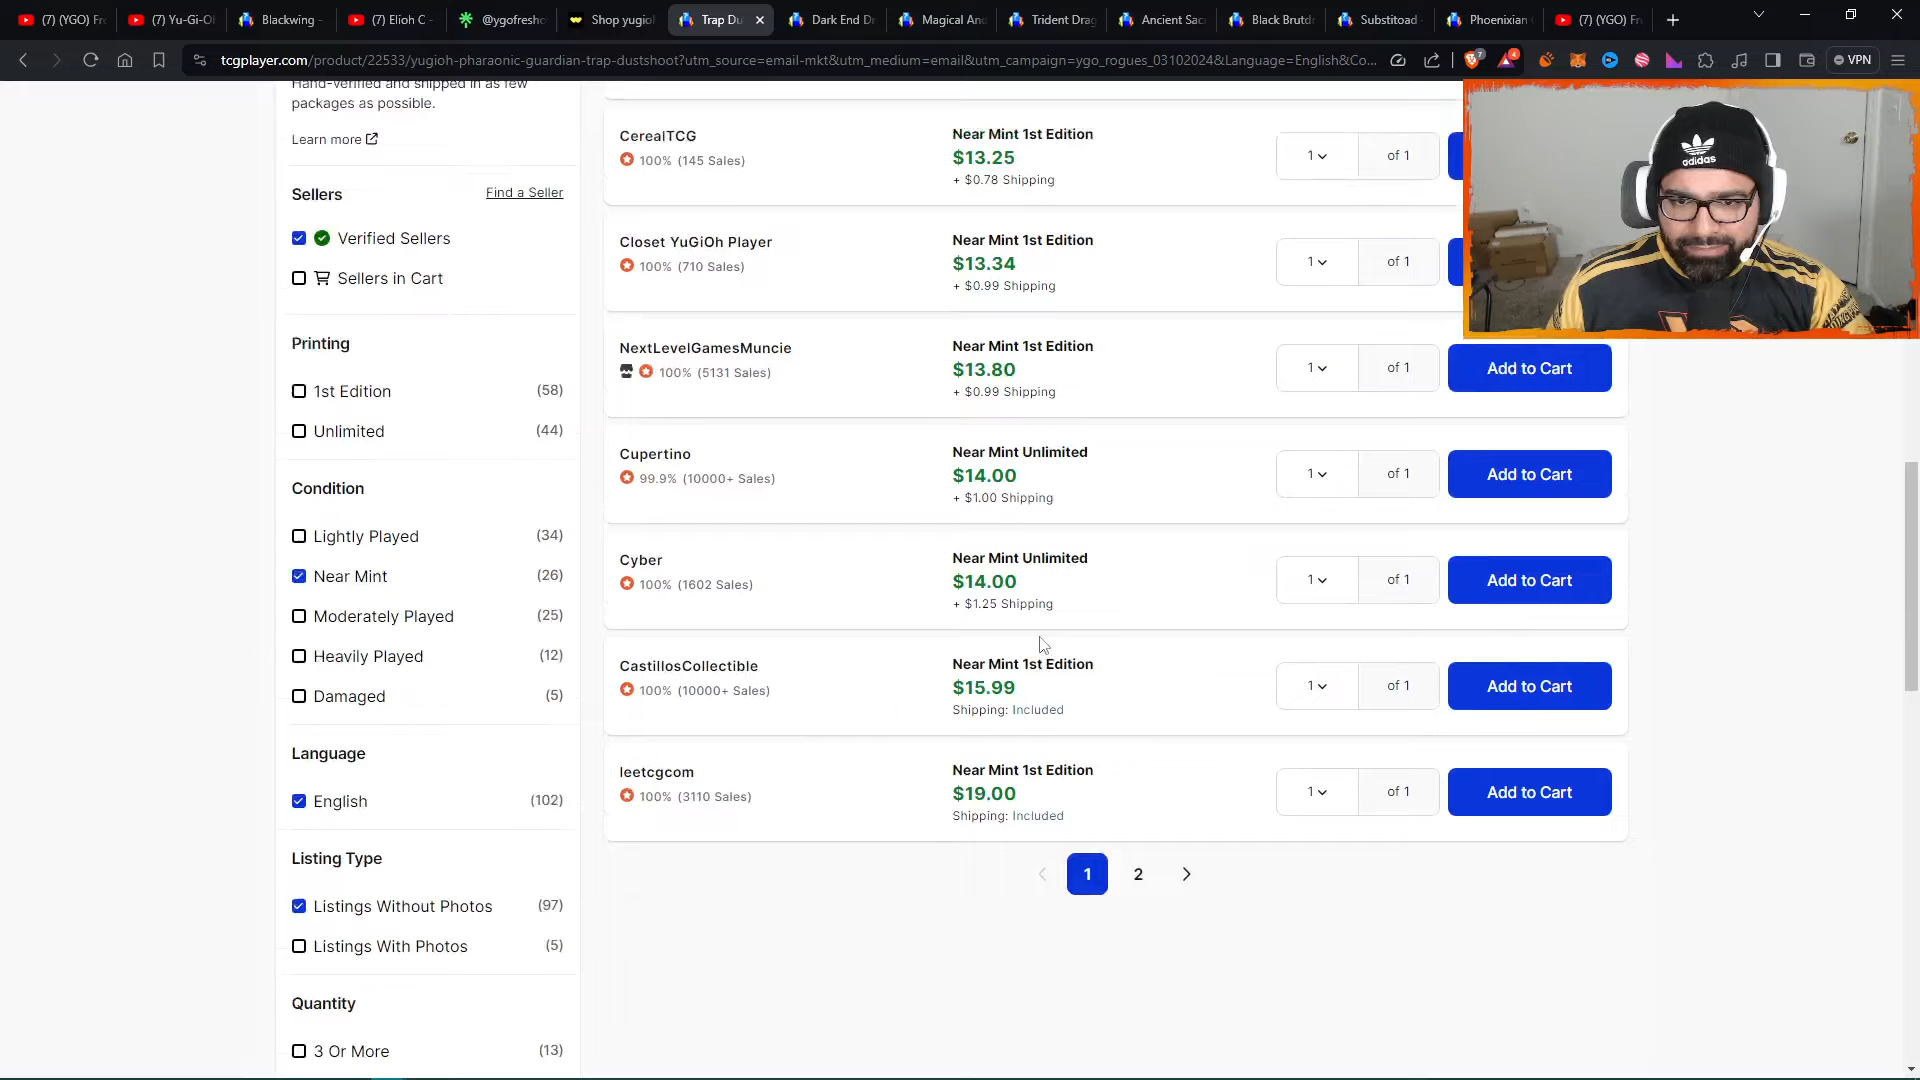 (7) (YGO) Fr
(7) Yu-Gi-O
Blackwing -
(7) Elioh C -
@ygofresh
Shop yugio
Trap Du
Dark End D
Magical An
Trident Drag
Ancient Sac
Black Brutd
Substitoad
Phoenixian
(7) (YGO) Fr
tcgplayer.com/product/22533/yugioh-pharaonic-guardian-trap-dustshoot?utm_source=email-mkt&utm_medium=email&utm_campaign=ygo_rogues_03102024&Language=English&Co...
7
4
VPN
Hand-verified and shipped in as few
packages as possible.
Learn more
Sellers
Find a Seller
Verified Sellers
Sellers in Cart
Printing
1st Edition (58)
Unlimited (44)
Condition
Lightly Played (34)
Near Mint (26)
Moderately Played (25)
Heavily Played (12)
Damaged (5)
Language
English (102)
Listing Type
Listings Without Photos (97)
Listings With Photos (5)
Quantity
3 Or More (13)
CerealTCG
100% (145 Sales)
Near Mint 1st Edition
$13.25
+ $0.78 Shipping
1 of 1
Closet YuGiOh Player
100% (710 Sales)
Near Mint 1st Edition
$13.34
+ $0.99 Shipping
1 of 1
NextLevelGamesMuncie
100% (5131 Sales)
Near Mint 1st Edition
$13.80
+ $0.99 Shipping
1 of 1
Add to Cart
Cupertino
99.9% (10000+ Sales)
Near Mint Unlimited
$14.00
+ $1.00 Shipping
1 of 1
Add to Cart
Cyber
100% (1602 Sales)
Near Mint Unlimited
$14.00
+ $1.25 Shipping
1 of 1
Add to Cart
CastillosCollectible
100% (10000+ Sales)
Near Mint 1st Edition
$15.99
Shipping: Included
1 of 1
Add to Cart
leetcgcom
100% (3110 Sales)
Near Mint 1st Edition
$19.00
Shipping: Included
1 of 1
Add to Cart
1 2
adidas